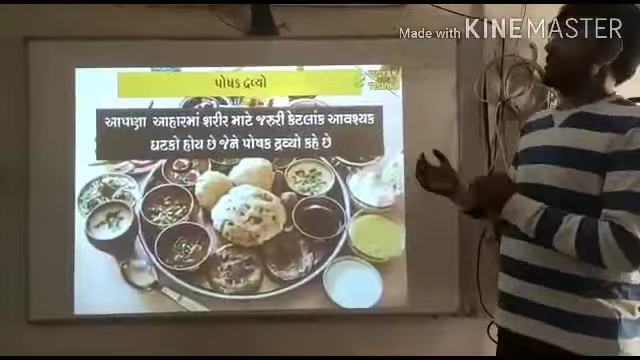 Made with KINEMASTER
પોષક દ્રવ્યો
આપણા આહારમાં શરીર માટે જરુરી કેટલાંક આવશ્યક
ઘટકો હોય છે જેને પોષક દ્રવ્યો કહે છે